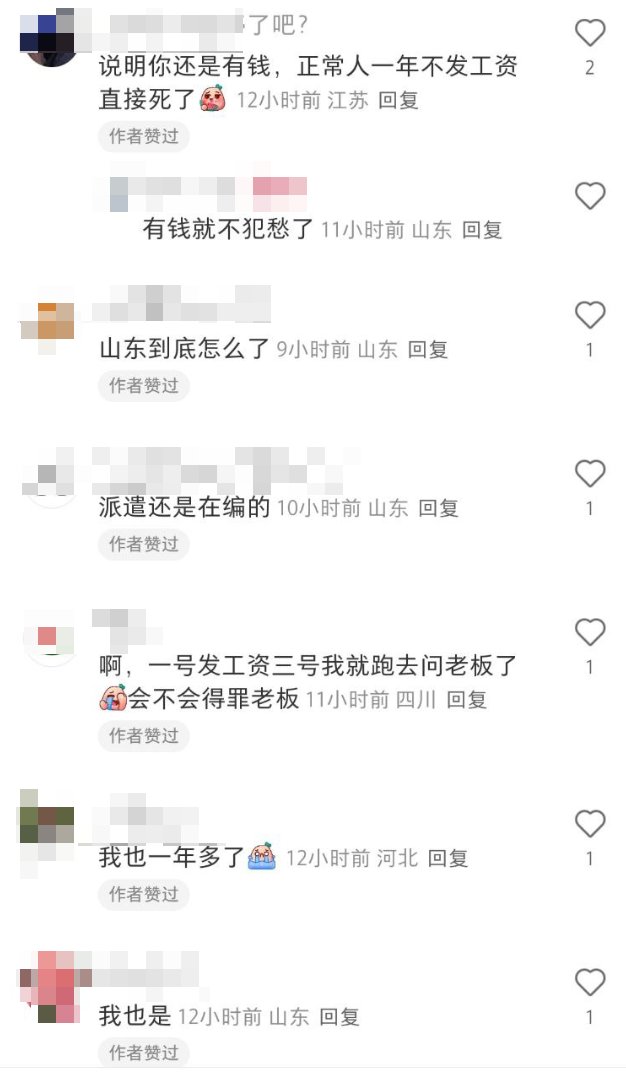 了吧？
说明你还是有钱，正常人一年不发工资
直接死了 12小时前 江苏 回复
2
作者赞过
有钱就不犯愁了 11小时前 山东 回复
山东到底怎么了 9小时前 山东 回复
1
作者赞过
派遣还是在编的 10小时前 山东 回复
1
作者赞过
啊，一号发工资三号我就跑去问老板了
1
会不会得罪老板 11小时前 四川 回复
作者赞过
我也一年多了 12小时前 河北 回复
1
作者赞过
我也是 12小时前 山东 回复
1
作者赞过